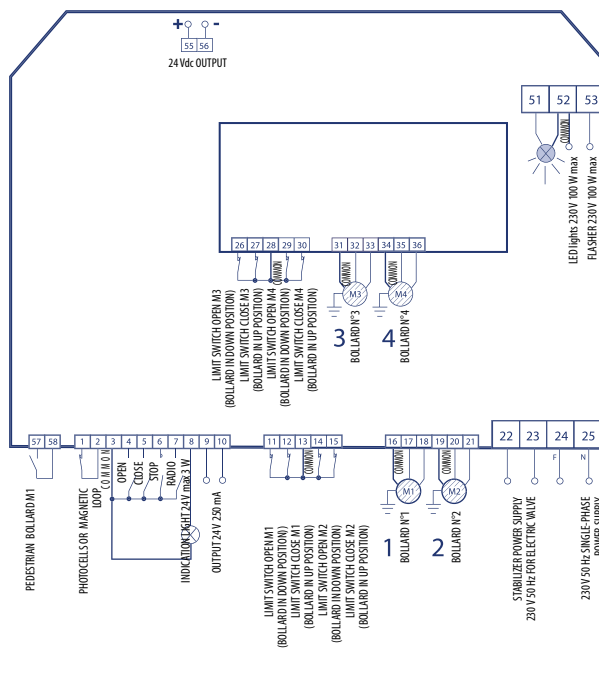 + -
55 56
24 Vdc OUTPUT
51 52 53
COMMON
LED lights 230 V 100 W max
FLASHER 230 V 100 W max
26 27 28 29 30
31 32 33 34 35 36
COMMON
COMMON
COMMON
M3
M4
LIMIT SWITCH OPEN M3
(BOLLARD IN DOWN POSITION)
LIMIT SWITCH CLOSE M3
(BOLLARD IN UP POSITION)
LIMIT SWITCH OPEN M4
(BOLLARD IN DOWN POSITION)
LIMIT SWITCH CLOSE M4
(BOLLARD IN UP POSITION)
3
BOLLARD N°3
4
BOLLARD N°4
57 58
1 2 3 4 5 6 7 8 9 10
11 12 13 14 15
16 17 18 19 20 21
22 23 24 25
PEDESTRIAN BOLLARD M1
PHOTOCELLS OR MAGNETIC
LOOP
COMMON
OPEN
CLOSE
STOP
RADIO
INDICATION LIGHT 24 V max 3 W
OUTPUT 24 V 250 mA
COMMON
LIMIT SWITCH OPEN M1
(BOLLARD IN DOWN POSITION)
LIMIT SWITCH CLOSE M1
(BOLLARD IN UP POSITION)
LIMIT SWITCH OPEN M2
(BOLLARD IN DOWN POSITION)
LIMIT SWITCH CLOSE M2
(BOLLARD IN UP POSITION)
COMMON
COMMON
M1
M2
1
BOLLARD N°1
2
BOLLARD N°2
F
N
STABILIZER POWER SUPPLY
230 V 50 Hz FOR ELECTRIC VALVE
230 V 50 Hz SINGLE-PHASE
POWER SUPPLY